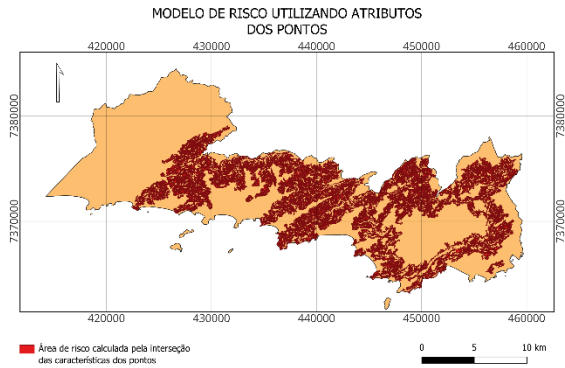 MODELO DE RISCO UTILIZANDO ATRIBUTOS
DOS PONTOS
420000 430000 440000 450000 460000
7380000 7380000
7370000 7370000
420000 430000 440000 450000 460000
Área de risco calculada pela interseção
das características dos pontos
0 5 10 km